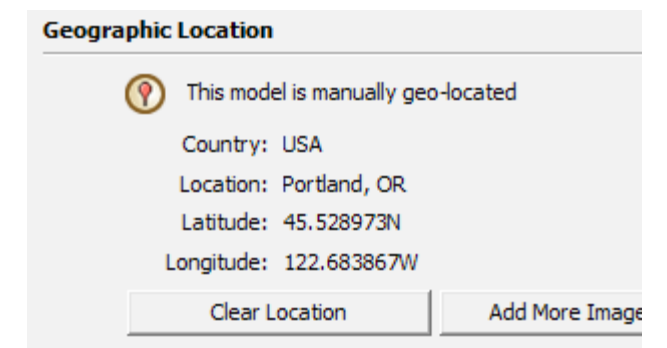 Geographic Location
This model is manually geo-located
Country: USA
Location: Portland, OR
Latitude: 45.528973N
Longitude: 122.683867W
Clear Location Add More Image